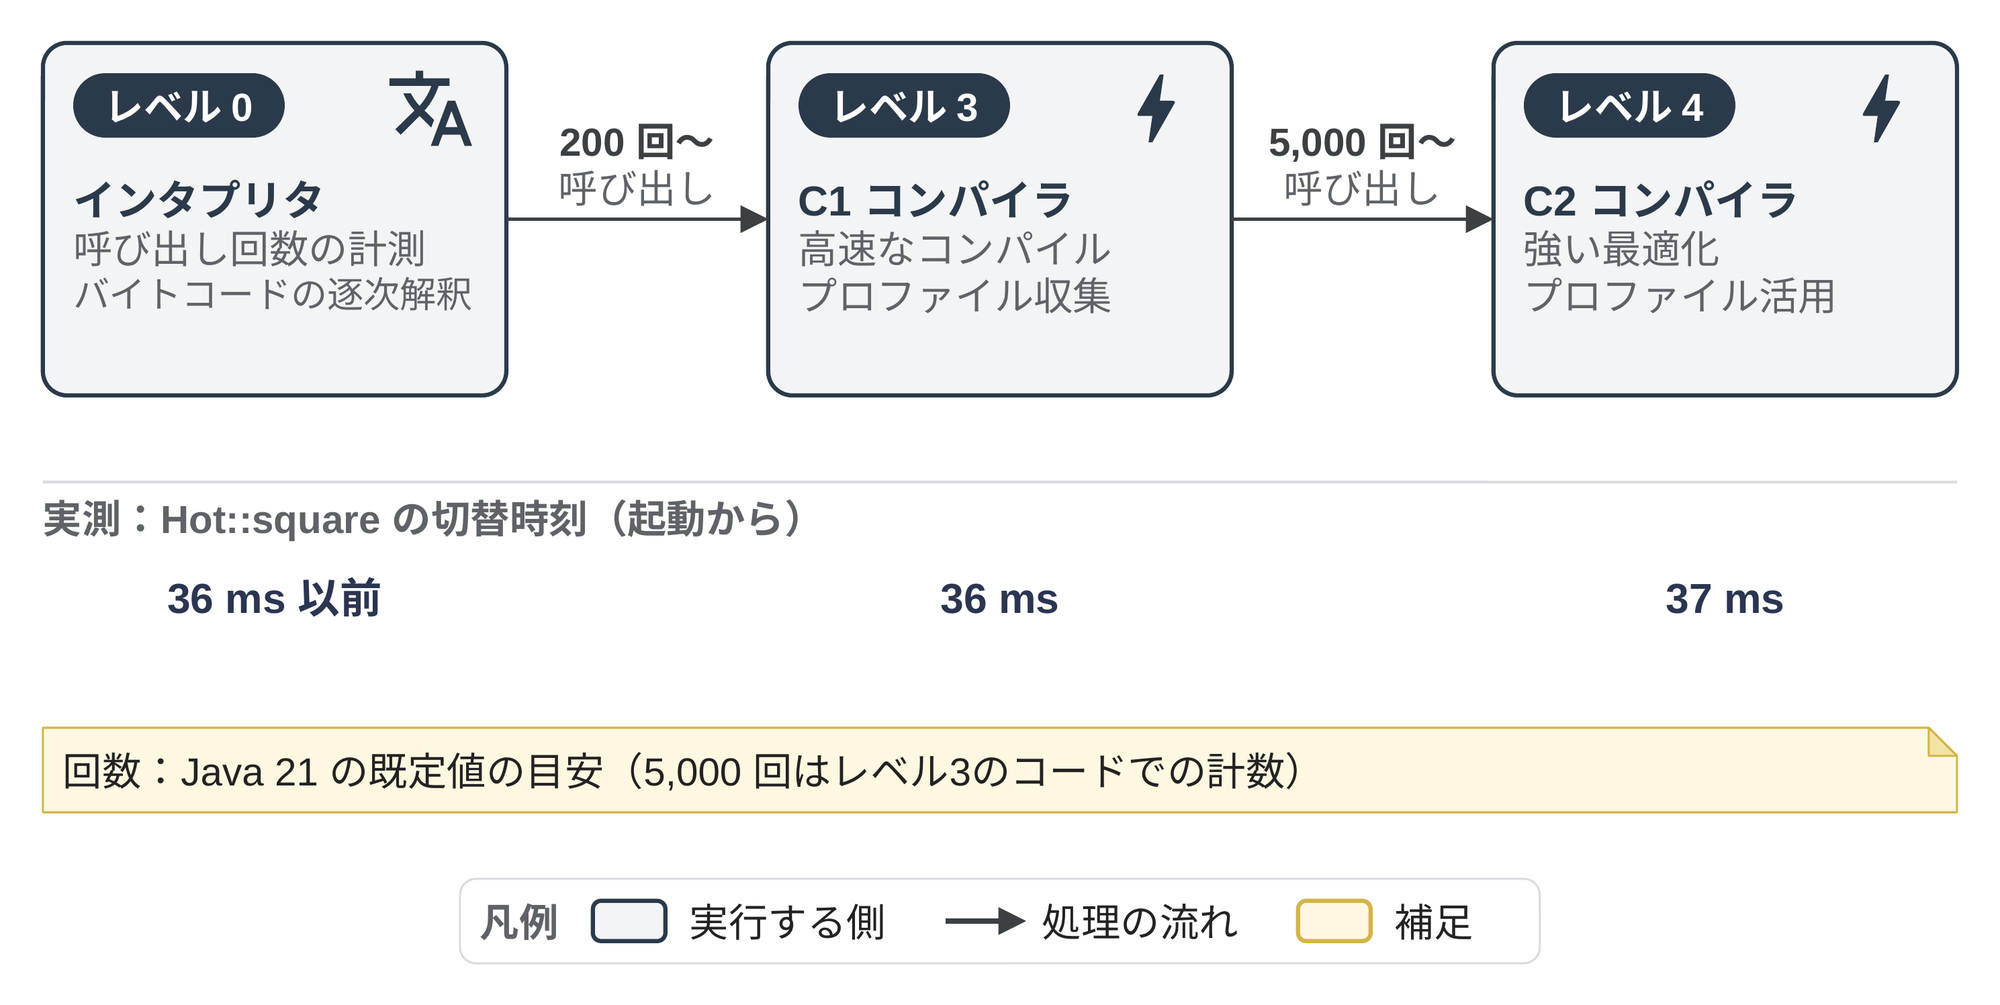 レベル 0
インタプリタ
呼び出し回数の計測
バイトコードの逐次解釈
200 回〜
呼び出し
レベル 3
C1 コンパイラ
高速なコンパイル
プロファイル収集
5,000 回〜
呼び出し
レベル 4
C2 コンパイラ
強い最適化
プロファイル活用
実測：Hot::square の切替時刻（起動から）
36 ms 以前
36 ms
37 ms
回数：Java 21 の既定値の目安（5,000 回はレベル3のコードでの計数）
凡例
実行する側
処理の流れ
補足